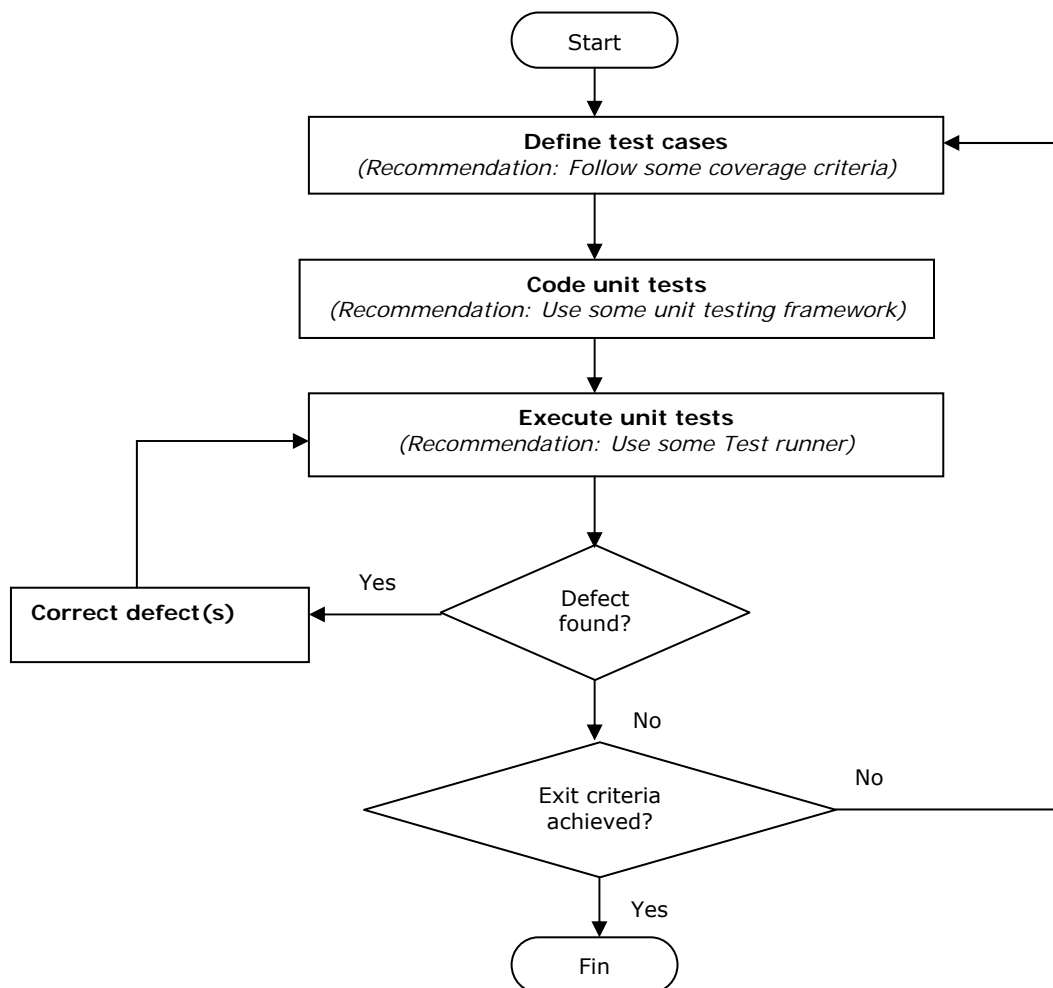 Start
Define test cases
(Recommendation: Follow some coverage criteria)
Code unit tests
(Recommendation: Use some unit testing framework)
Execute unit tests
(Recommendation: Use some Test runner)
Yes
Defect
found?
Correct defect(s)
No
No
Exit criteria
achieved?
Yes
Fin